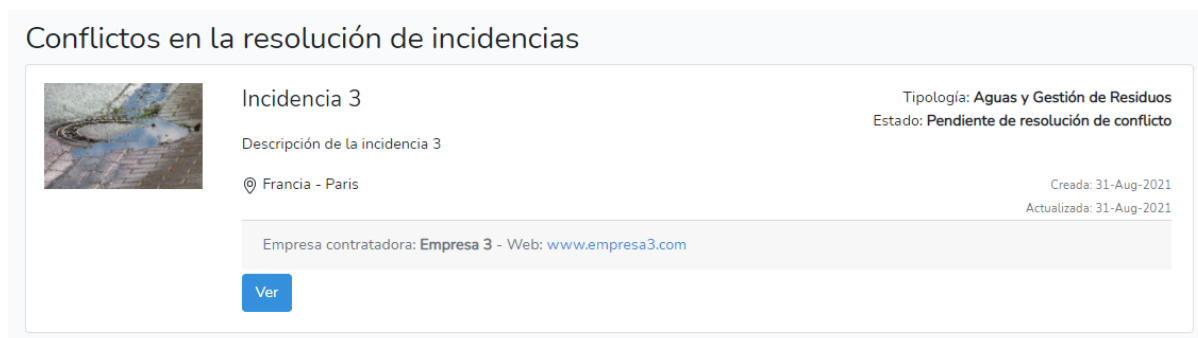 Conflictos en la resolución de incidencias
Incidencia 3
Tipología: Aguas y Gestión de Residuos
Estado: Pendiente de resolución de conflicto
Descripción de la incidencia 3
Francia - Paris
Creada: 31-Aug-2021
Actualizada: 31-Aug-2021
Empresa contratadora: Empresa 3 - Web: www.empresa3.com
Ver